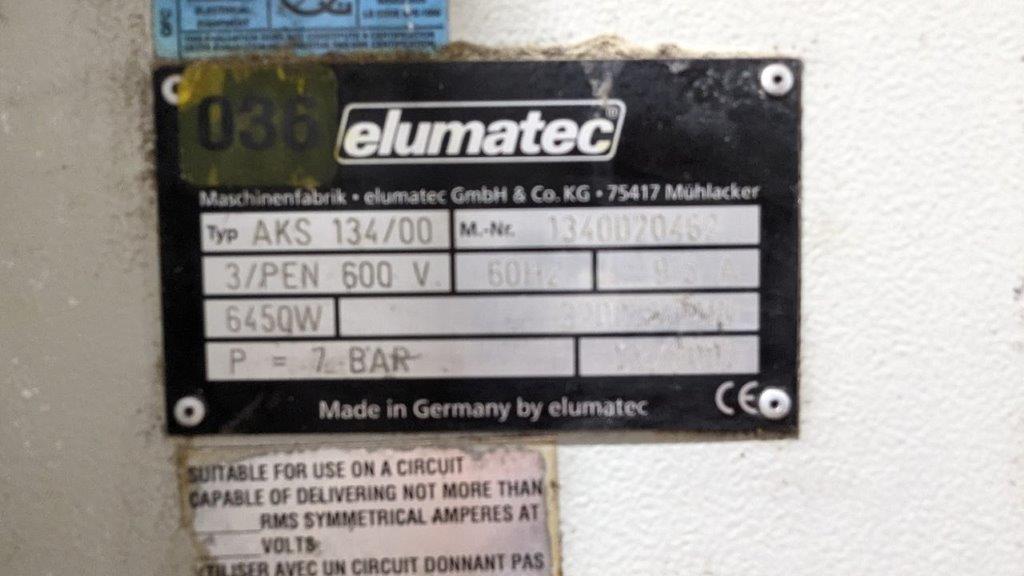 ELECTRICAL
EQUIPMENT
036
elumatec
Maschinenfabrik • elumatec GmbH & Co. KG • 75417 Mühlacker
Typ AKS 134/00 M.-Nr.
3/PEN 600 V. 60HZ A
6450W
P = 7 BAR
Made in Germany by elumatec CE
SUITABLE FOR USE ON A CIRCUIT
CAPABLE OF DELIVERING NOT MORE THAN
RMS SYMMETRICAL AMPERES AT
VOLTS
UTILISER AVEC UN CIRCUIT DONNANT PAS